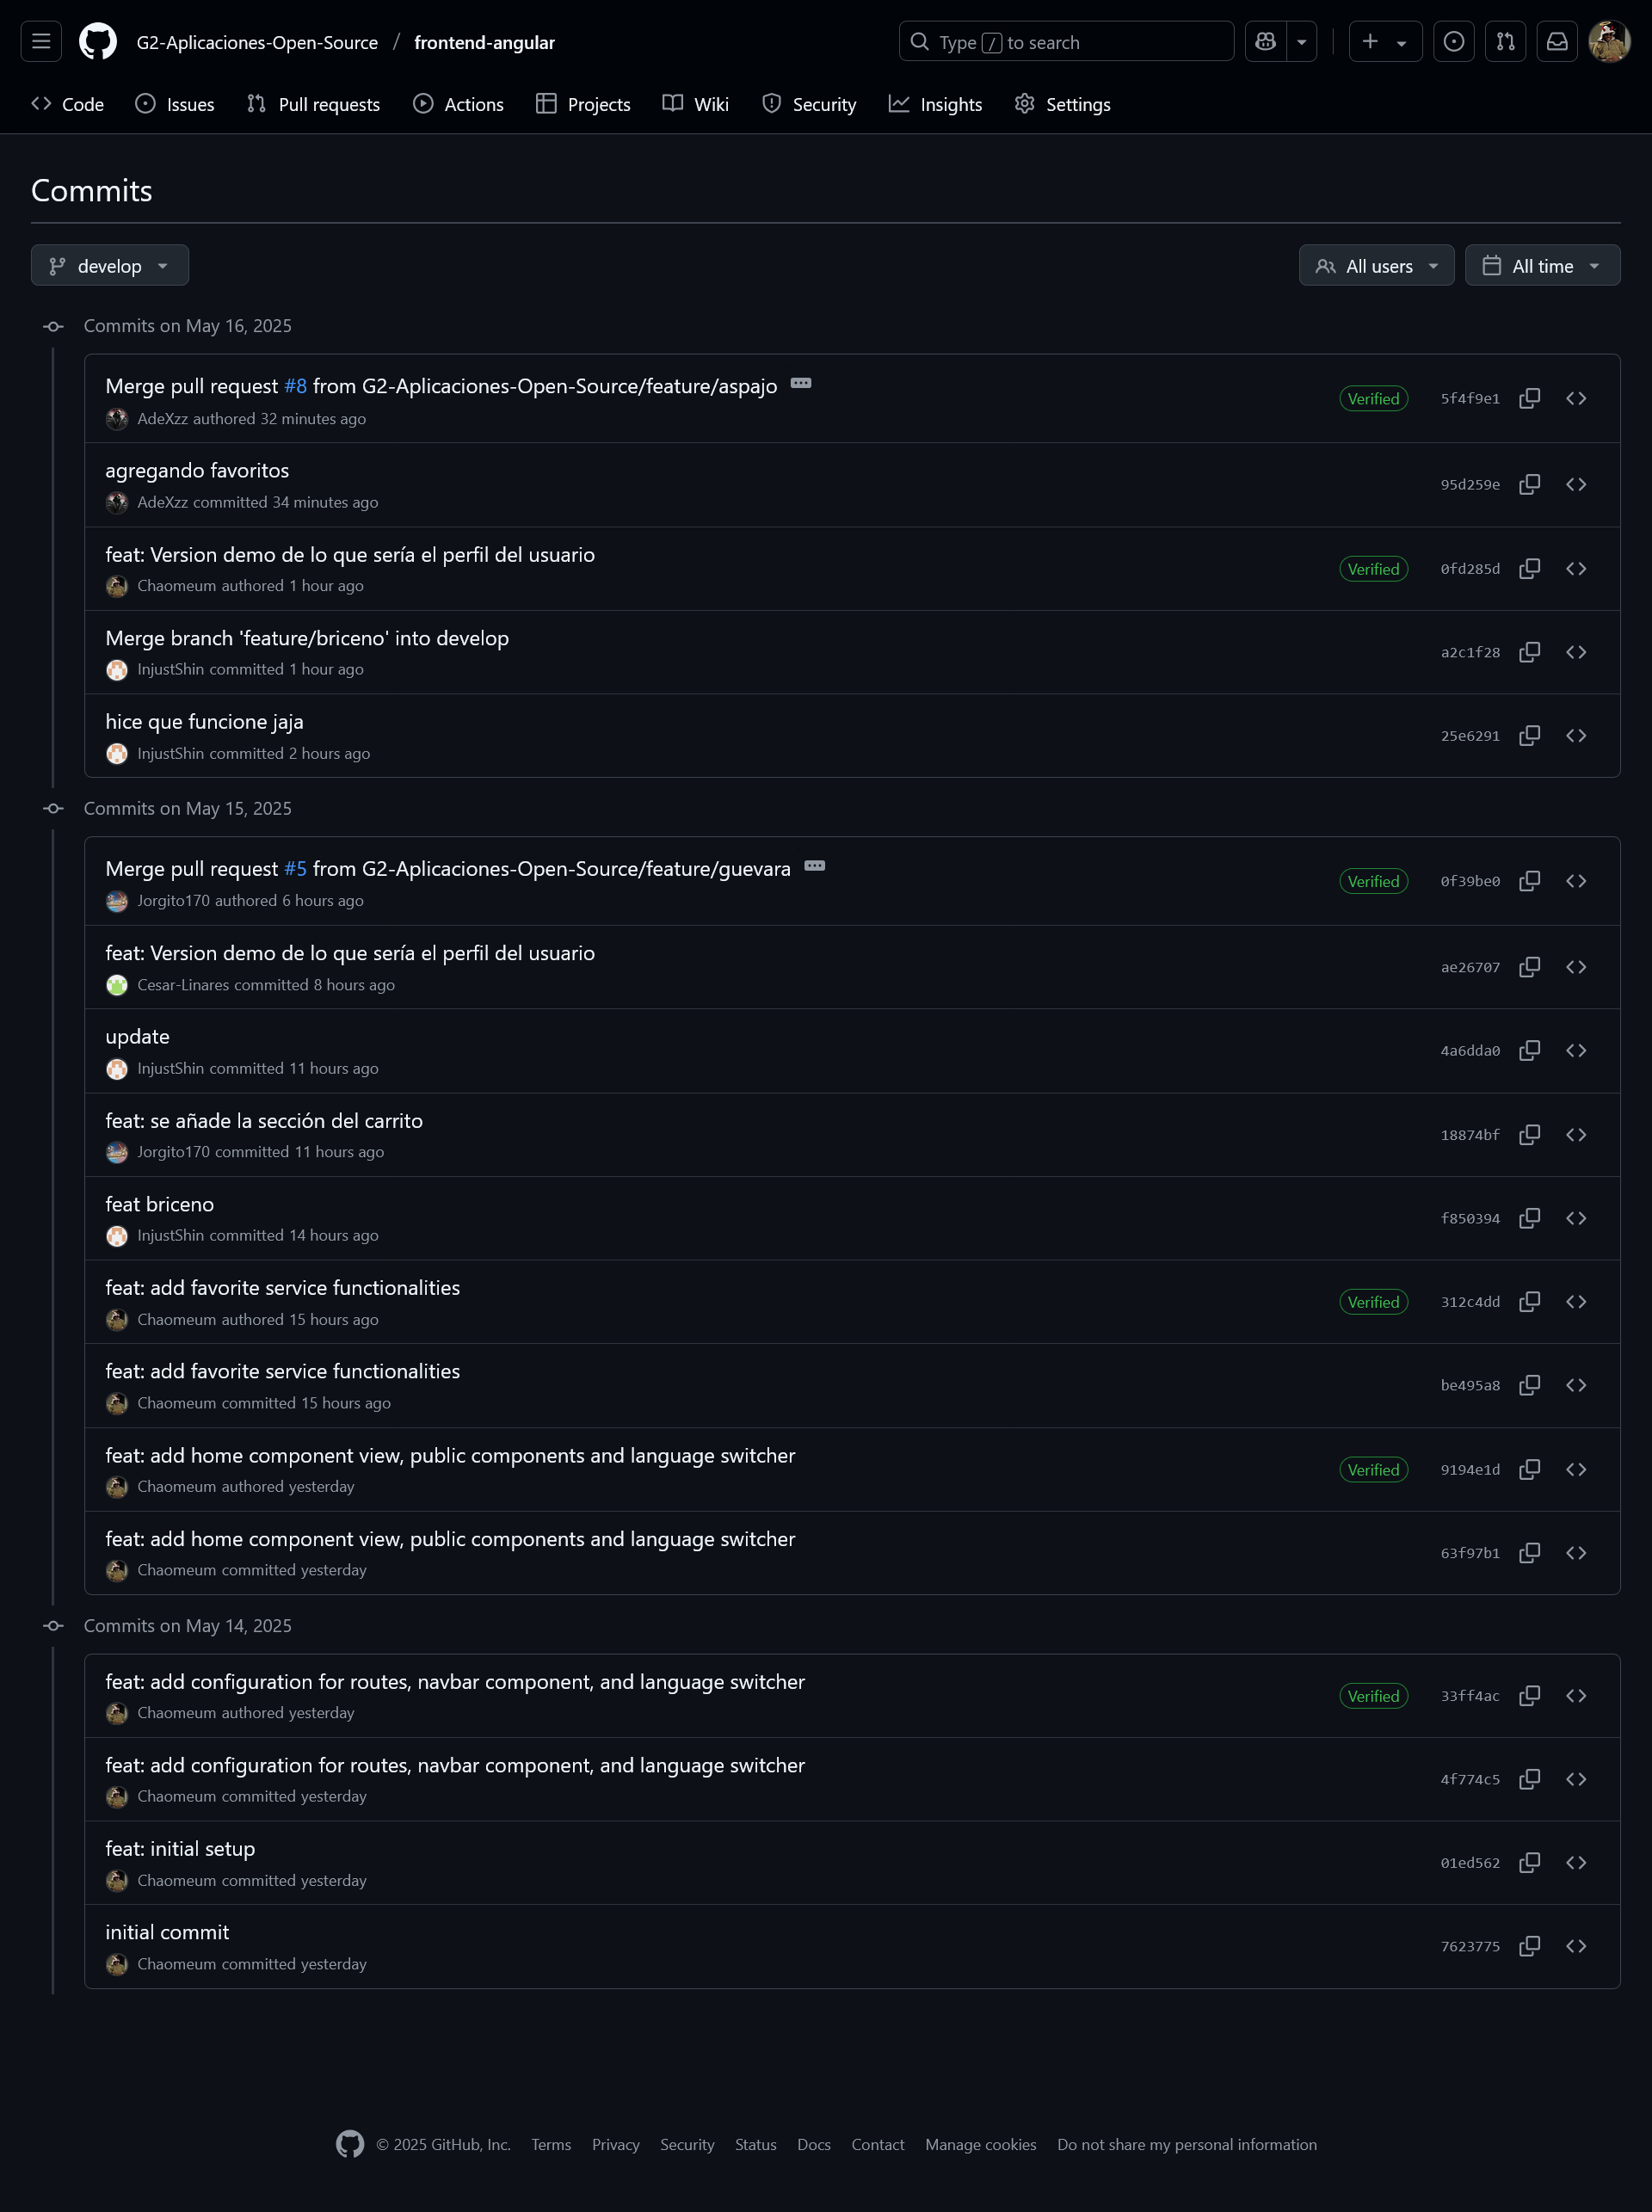 G2-Aplicaciones-Open-Source / frontend-angular
Type / to search
Code Issues Pull requests Actions Projects Wiki Security Insights Settings
Commits
develop
All users All time
Commits on May 16, 2025
Merge pull request #8 from G2-Aplicaciones-Open-Source/feature/aspajo
AdeXzz authored 32 minutes ago
Verified 5f4f9e1
agregando favoritos
AdeXzz committed 34 minutes ago
95d259e
feat: Version demo de lo que sería el perfil del usuario
Chaomeum authored 1 hour ago
Verified 0fd285d
Merge branch 'feature/briceno' into develop
InjustShin committed 1 hour ago
a2c1f28
hice que funcione jaja
InjustShin committed 2 hours ago
25e6291
Commits on May 15, 2025
Merge pull request #5 from G2-Aplicaciones-Open-Source/feature/guevara
Jorgito170 authored 6 hours ago
Verified 0f39be0
feat: Version demo de lo que sería el perfil del usuario
Cesar-Linares committed 8 hours ago
ae26707
update
InjustShin committed 11 hours ago
4a6dda0
feat: se añade la sección del carrito
Jorgito170 committed 11 hours ago
18874bf
feat briceno
InjustShin committed 14 hours ago
f850394
feat: add favorite service functionalities
Chaomeum authored 15 hours ago
Verified 312c4dd
feat: add favorite service functionalities
Chaomeum committed 15 hours ago
be495a8
feat: add home component view, public components and language switcher
Chaomeum authored yesterday
Verified 9194e1d
feat: add home component view, public components and language switcher
Chaomeum committed yesterday
63f97b1
Commits on May 14, 2025
feat: add configuration for routes, navbar component, and language switcher
Chaomeum authored yesterday
Verified 33ff4ac
feat: add configuration for routes, navbar component, and language switcher
Chaomeum committed yesterday
4f774c5
feat: initial setup
Chaomeum committed yesterday
01ed562
initial commit
Chaomeum committed yesterday
7623775
© 2025 GitHub, Inc. Terms Privacy Security Status Docs Contact Manage cookies Do not share my personal information